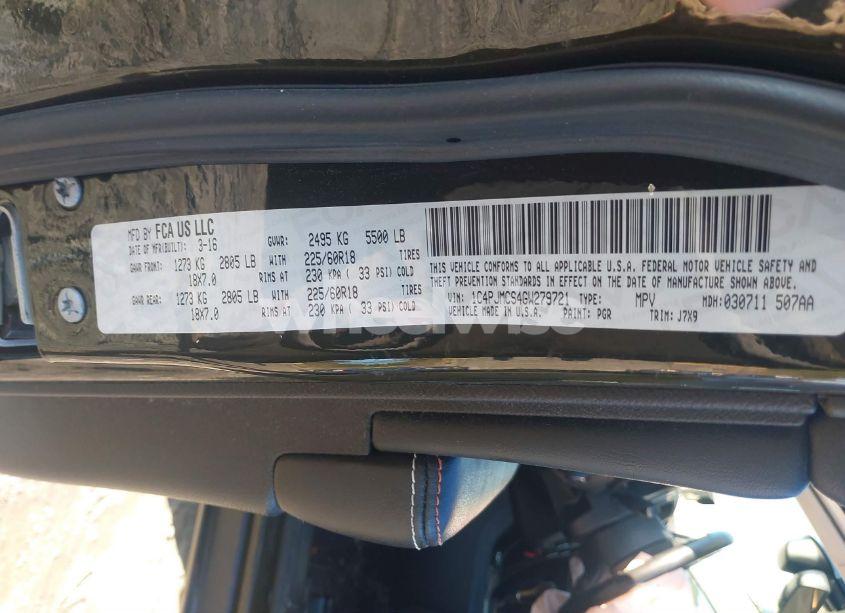 MFD BY FCA US LLC
DATE OF MFR(BUILT): 3-16 GVWR: 2495 KG 5500 LB
GAWR FRONT: 1273 KG 2805 LB WITH 225/60R18 TIRES
18X7.0 RIMS AT 230 KPA ( 33 PSI) COLD
GAWR REAR: 1273 KG 2805 LB WITH 225/60R18 TIRES
18X7.0 RIMS AT 230 KPA ( 33 PSI) COLD
THIS VEHICLE CONFORMS TO ALL APPLICABLE U.S.A. FEDERAL MOTOR VEHICLE SAFETY AND
THEFT PREVENTION STANDARDS IN EFFECT ON THE DATE OF MANUFACTURE SHOWN ABOVE.
VIN: 1C4PJMCS4GW279721 TYPE: MPV MDH: 030711 507AA
VEHICLE MADE IN U.S.A. PAINT: PGR TRIM: J7X9
wheelwise